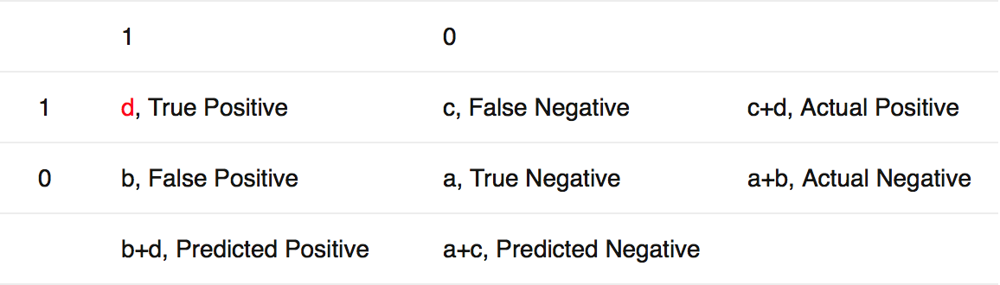 1 0
1 d, True Positive c, False Negative c+d, Actual Positive
0 b, False Positive a, True Negative a+b, Actual Negative
b+d, Predicted Positive a+c, Predicted Negative